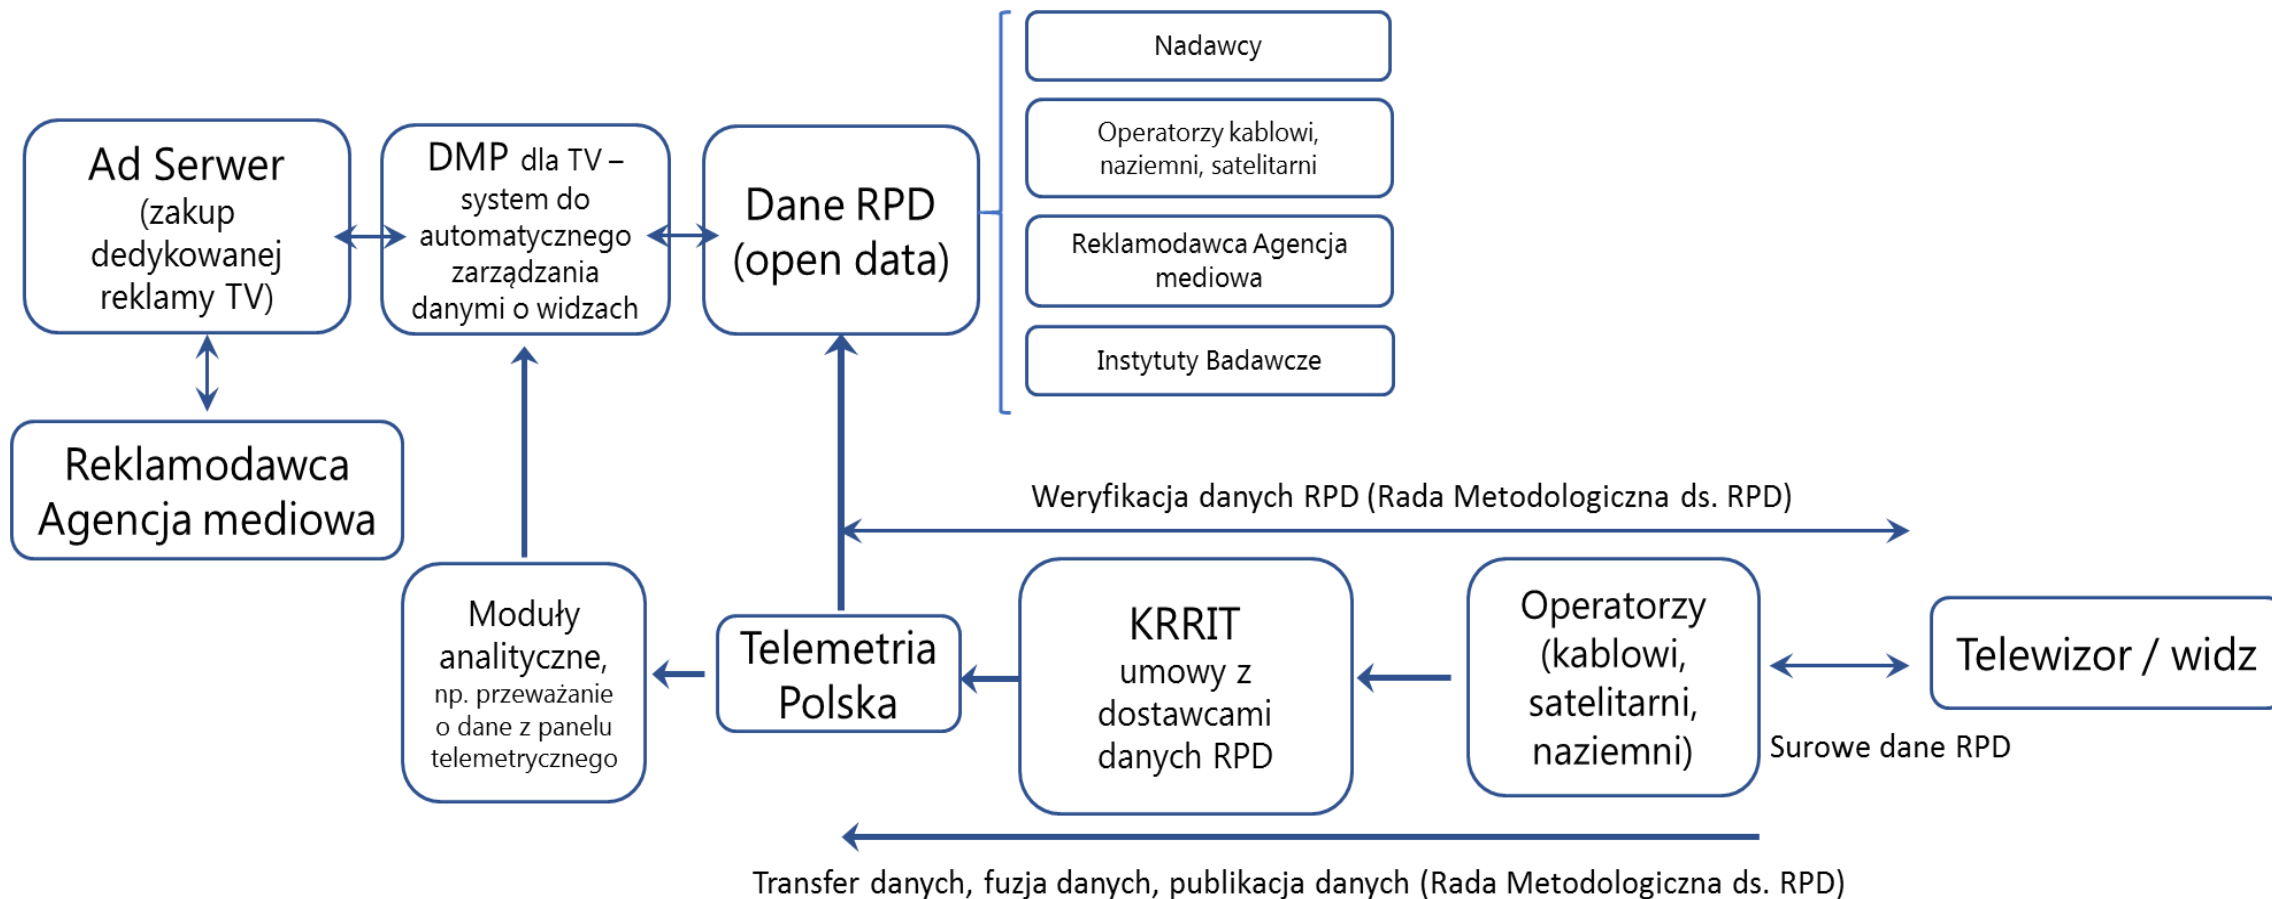 Nadawcy
Operatorzy kablowi,
naziemni, satelitarni
Reklamodawca Agencja
mediowa
Instytuty Badawcze
Ad Serwer
(zakup
dedykowanej
reklamy TV)
DMP dla TV –
system do
automatycznego
zarządzania
danymi o widzach
Dane RPD
(open data)
Reklamodawca
Agencja mediowa
Weryfikacja danych RPD (Rada Metodologiczna ds. RPD)
Moduły
analityczne,
np. przeważanie
o dane z panelu
telemetrycznego
Telemetria
Polska
KRRIT
umowy z
dostawcami
danych RPD
Operatorzy
(kablowi,
satelitarni,
naziemni)
Telewizor / widz
Surowe dane RPD
Transfer danych, fuzja danych, publikacja danych (Rada Metodologiczna ds. RPD)